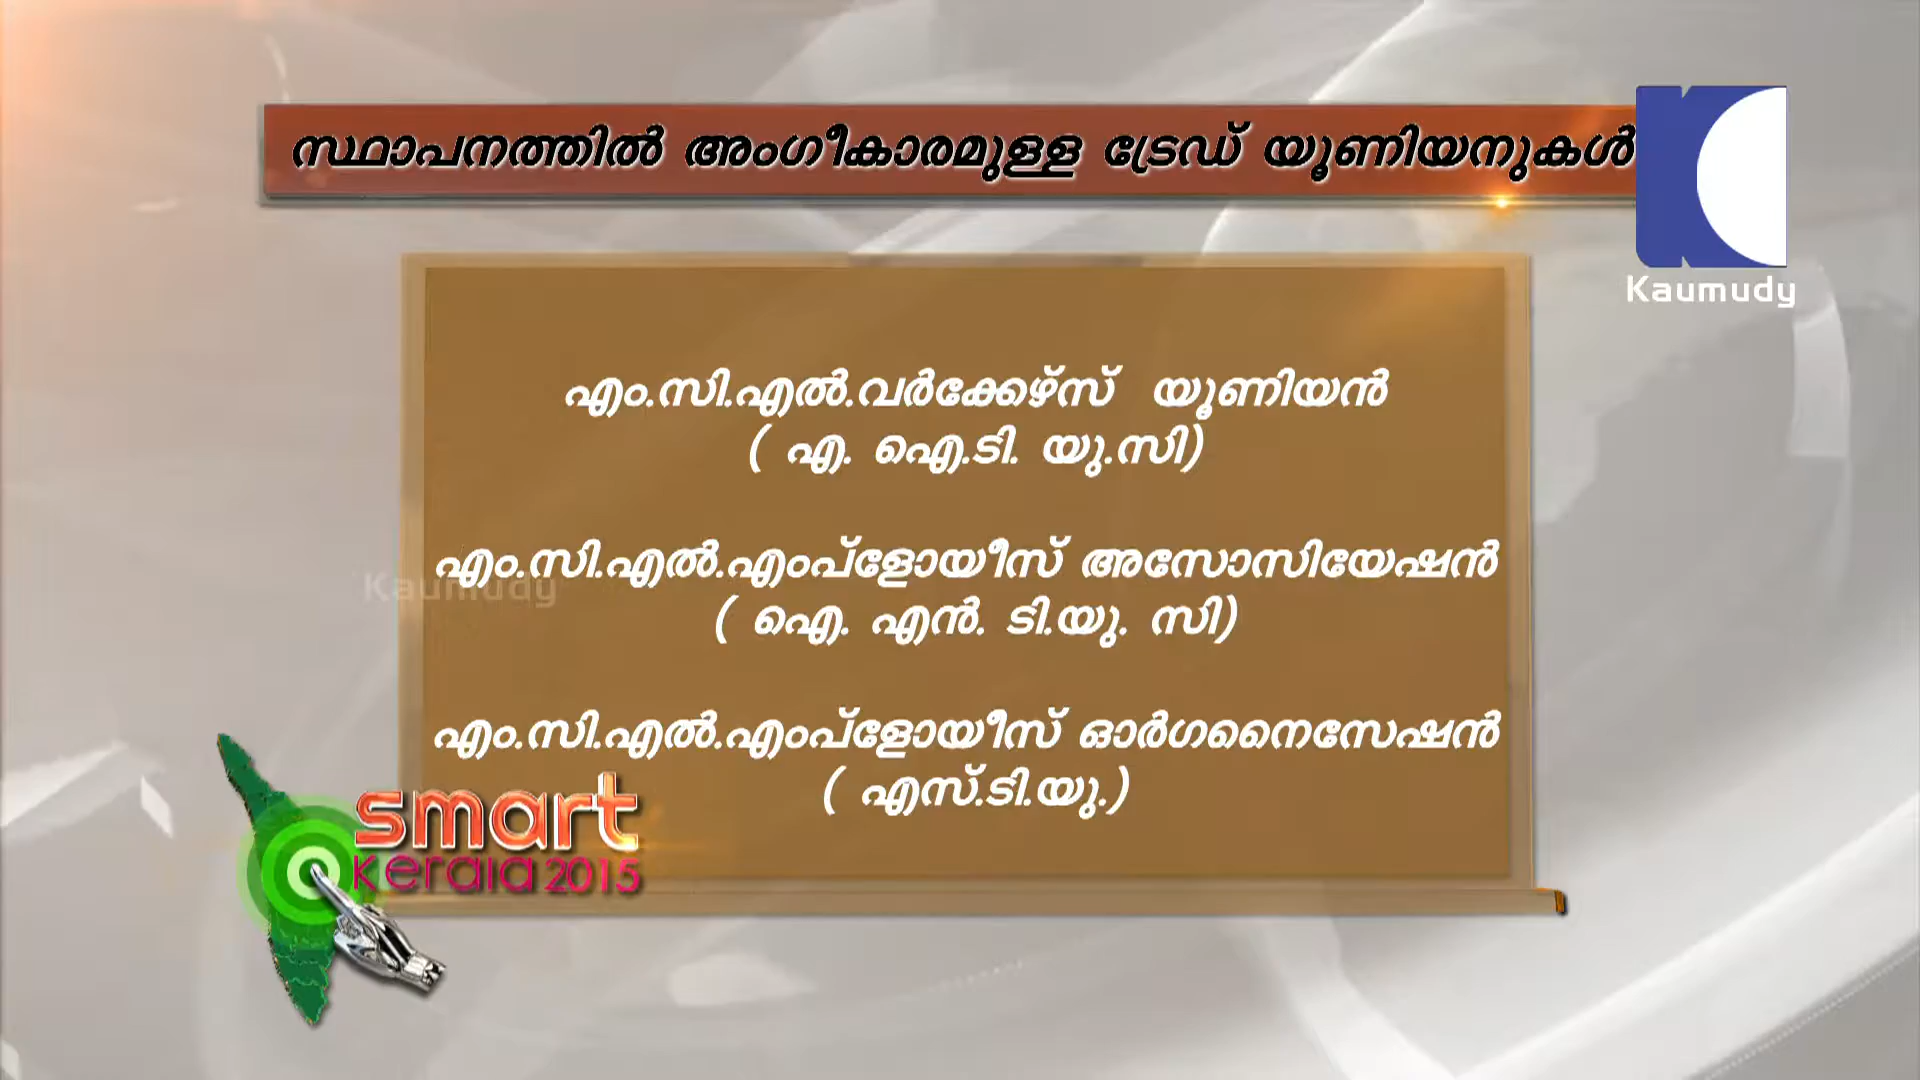 സ്ഥാപനത്തിൽ അംഗീകാരമുള്ള ട്രേഡ് യൂണിയനുകൾ
Kaumudy
എം.സി.എൽ.വർക്കേഴ്സ് യൂണിയൻ
( എ. ഐ.ടി. യു.സി)
എം.സി.എൽ.എംപ്ളോയീസ് അസോസിയേഷൻ
Kaumudy
( ഐ. എൻ. ടി.യു. സി)
എം.സി.എൽ.എംപ്ളോയീസ് ഓർഗനൈസേഷൻ
( എസ്.ടി.യു.)
smart
Kerala 2015